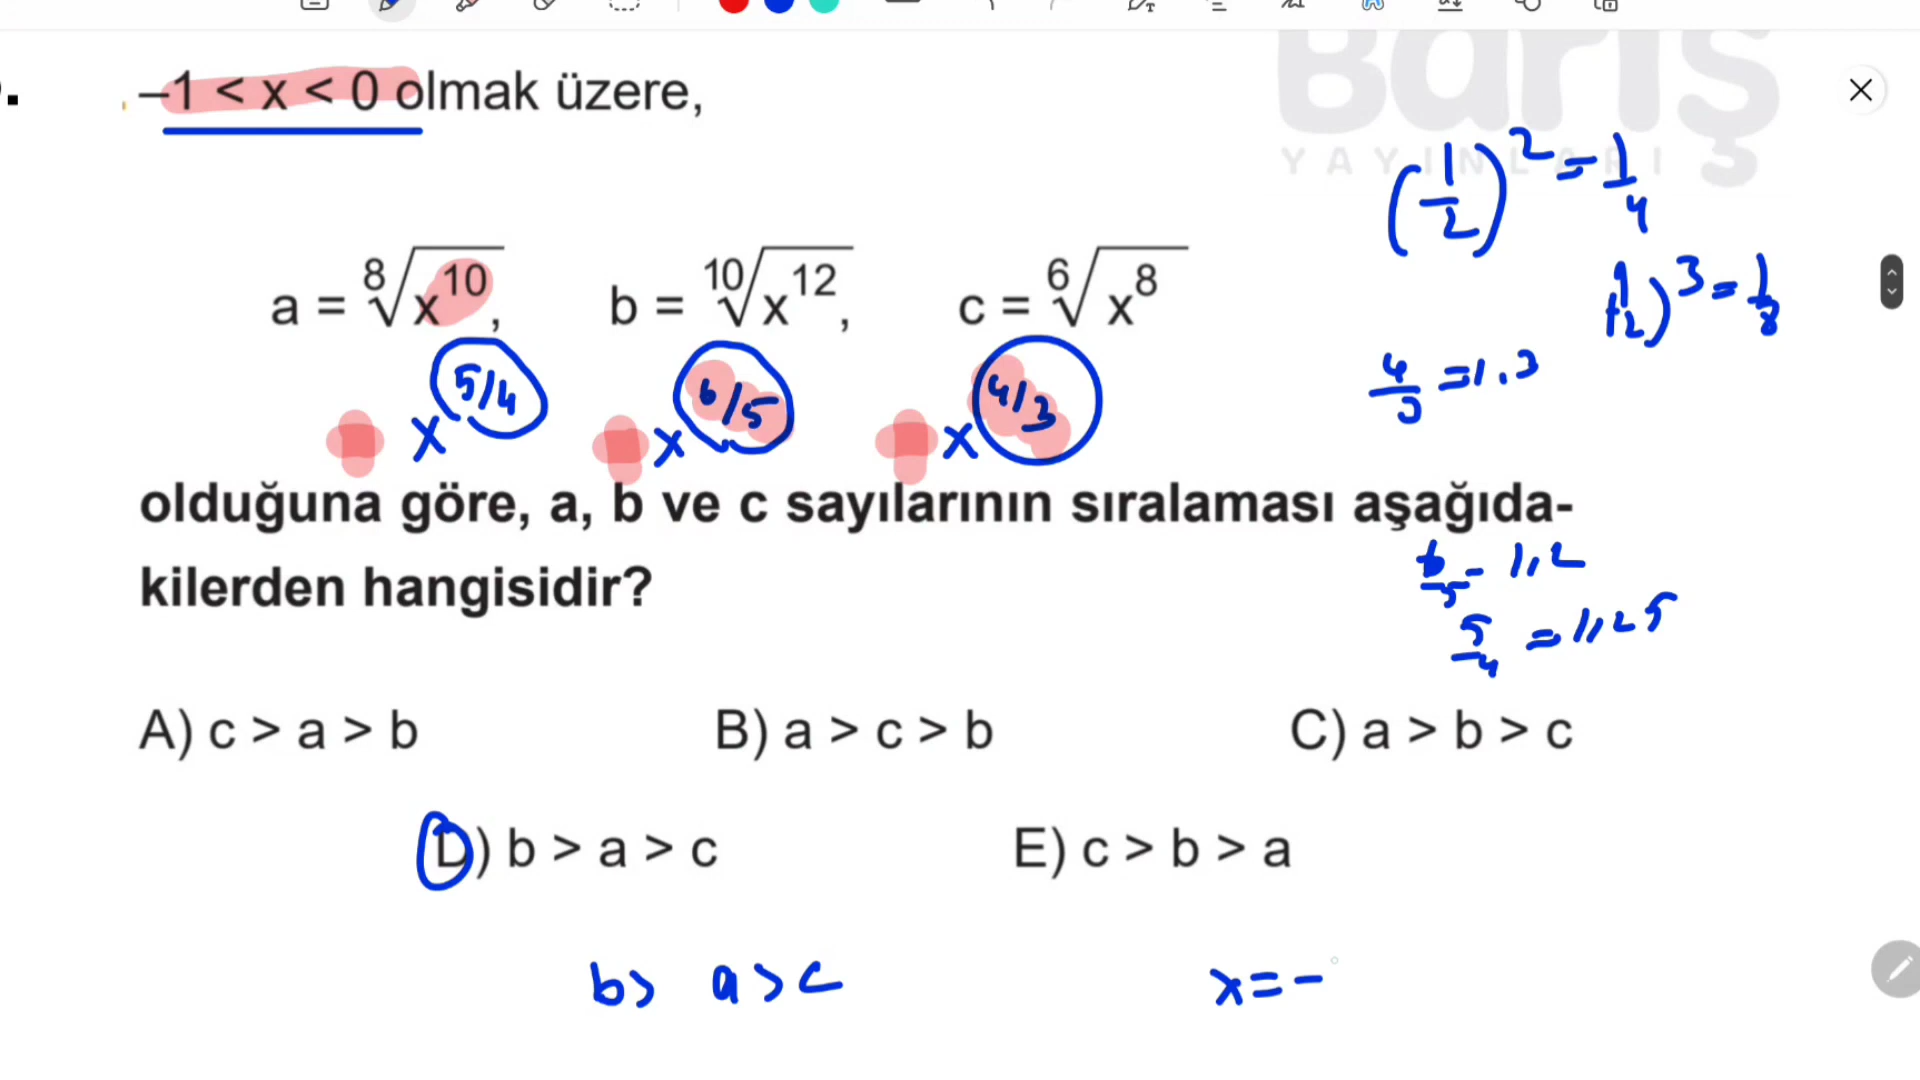 –1 < x < 0 olmak üzere,
Barış
YAYINLARI
(1/2)² = 1/4
(1/2)³ = 1/8
a = ⁸√x¹⁰, b = ¹⁰√x¹², c = ⁶√x⁸
x^5/4 x^6/5 x^4/3
4/3 = 1.3
olduğuna göre, a, b ve c sayılarının sıralaması aşağıda-
kilerden hangisidir?
6/5 = 1,2
5/4 = 1,25
A) c > a > b B) a > c > b C) a > b > c
D) b > a > c E) c > b > a
b > a > c x = -